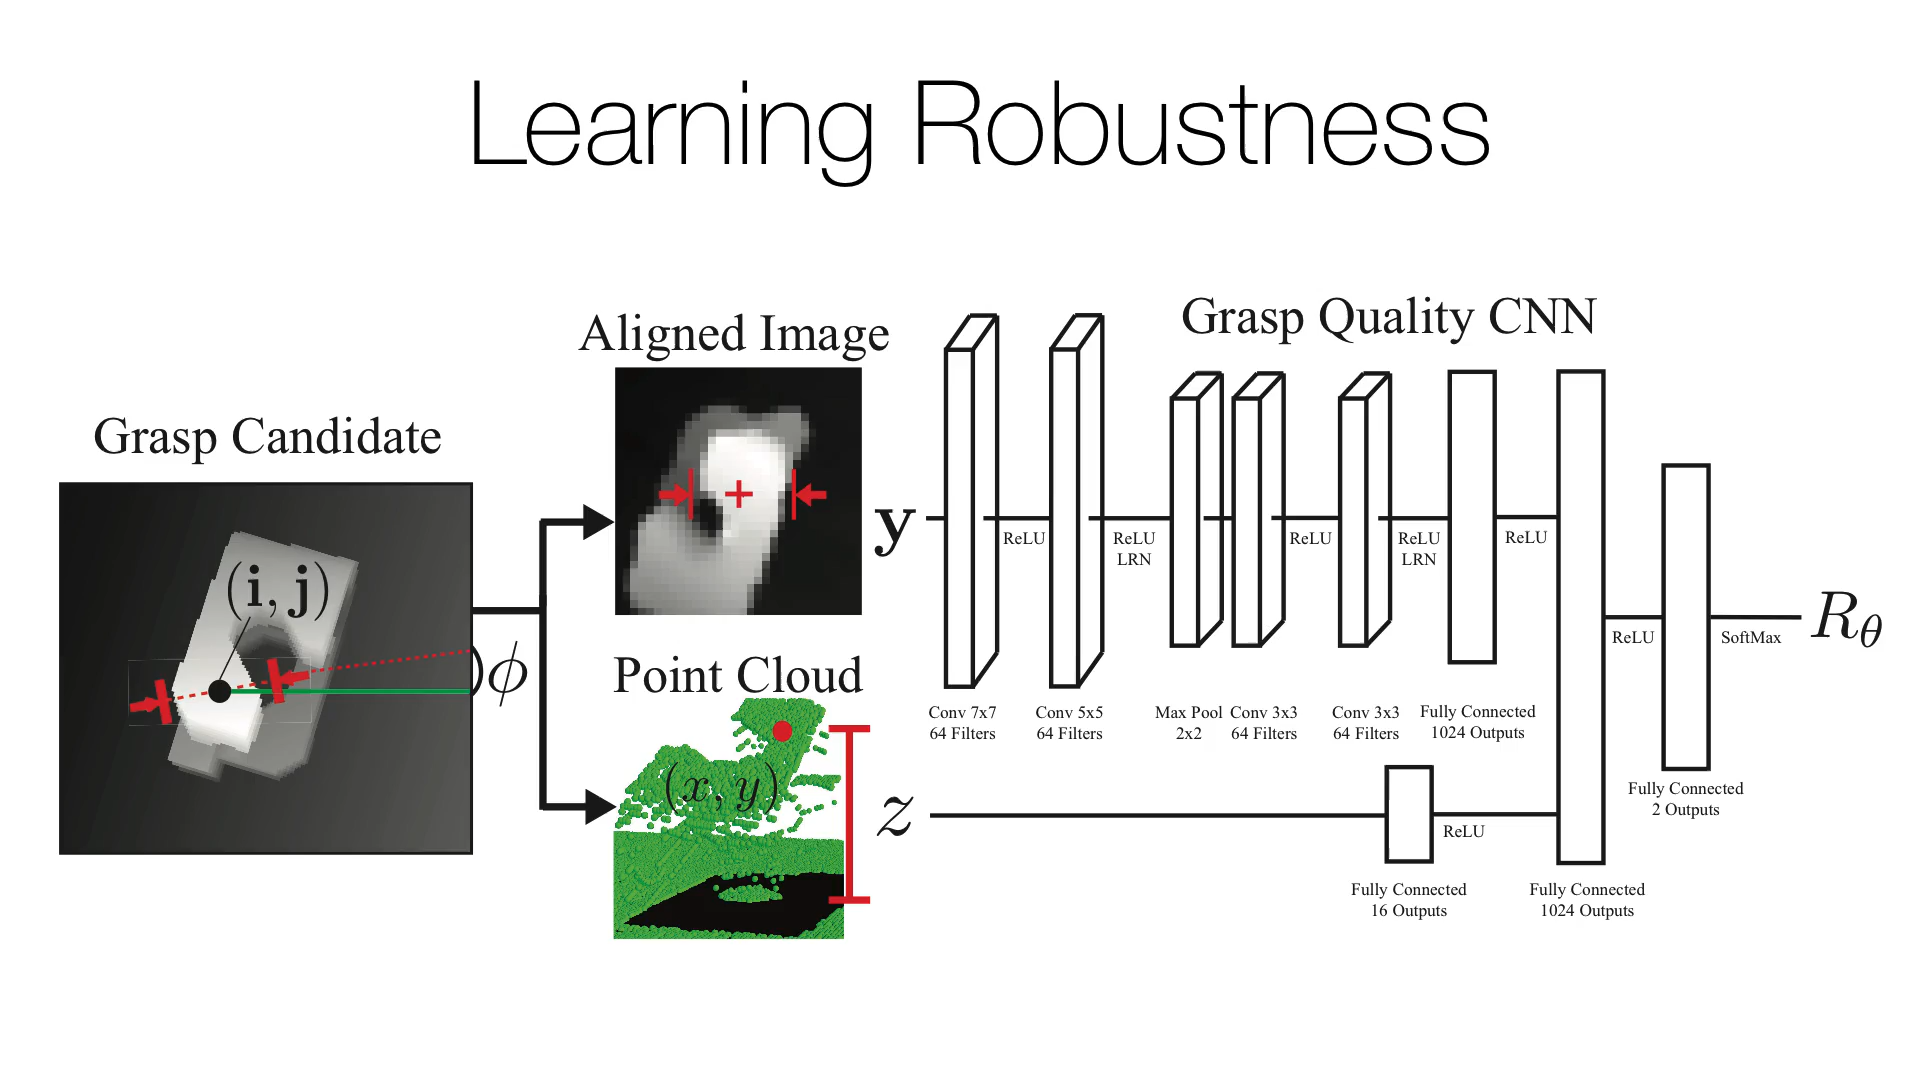 Learning Robustness
Grasp Candidate
(i, j)
ϕ
Aligned Image
Point Cloud
(x, y)
Grasp Quality CNN
y
ReLU
ReLU
LRN
ReLU
ReLU
LRN
ReLU
Conv 7x7
64 Filters
Conv 5x5
64 Filters
Max Pool
2x2
Conv 3x3
64 Filters
Conv 3x3
64 Filters
Fully Connected
1024 Outputs
z
ReLU
Fully Connected
16 Outputs
Fully Connected
1024 Outputs
ReLU
Fully Connected
2 Outputs
SoftMax
Rθ